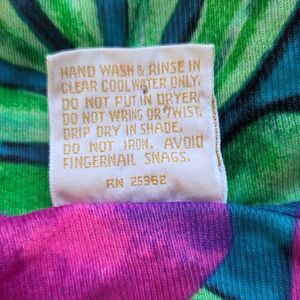 HAND WASH & RINSE IN
CLEAR COOL WATER ONLY.
DO NOT PUT IN DRYER.
DO NOT WRING OR TWIST.
DRIP DRY IN SHADE.
DO NOT IRON. AVOID
FINGERNAIL SNAGS.
RN 25962